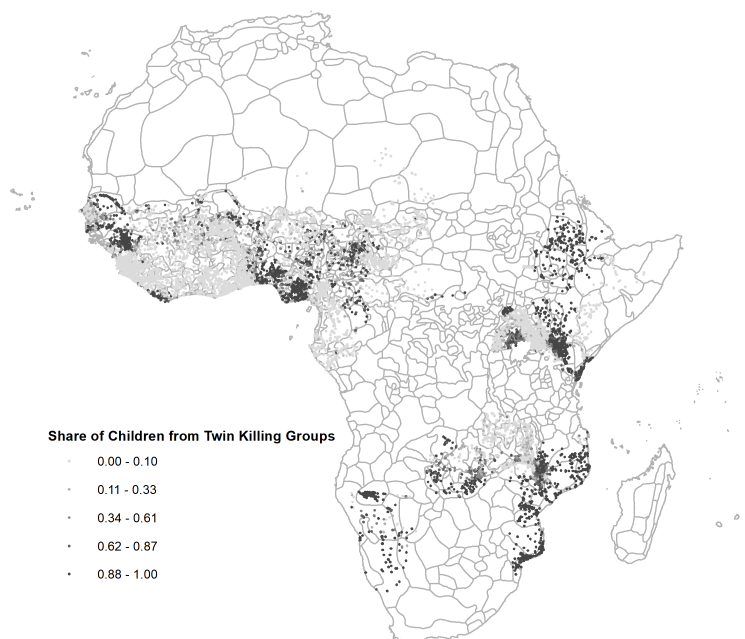 Share of Children from Twin Killing Groups
0.00 - 0.10
0.11 - 0.33
0.34 - 0.61
0.62 - 0.87
0.88 - 1.00